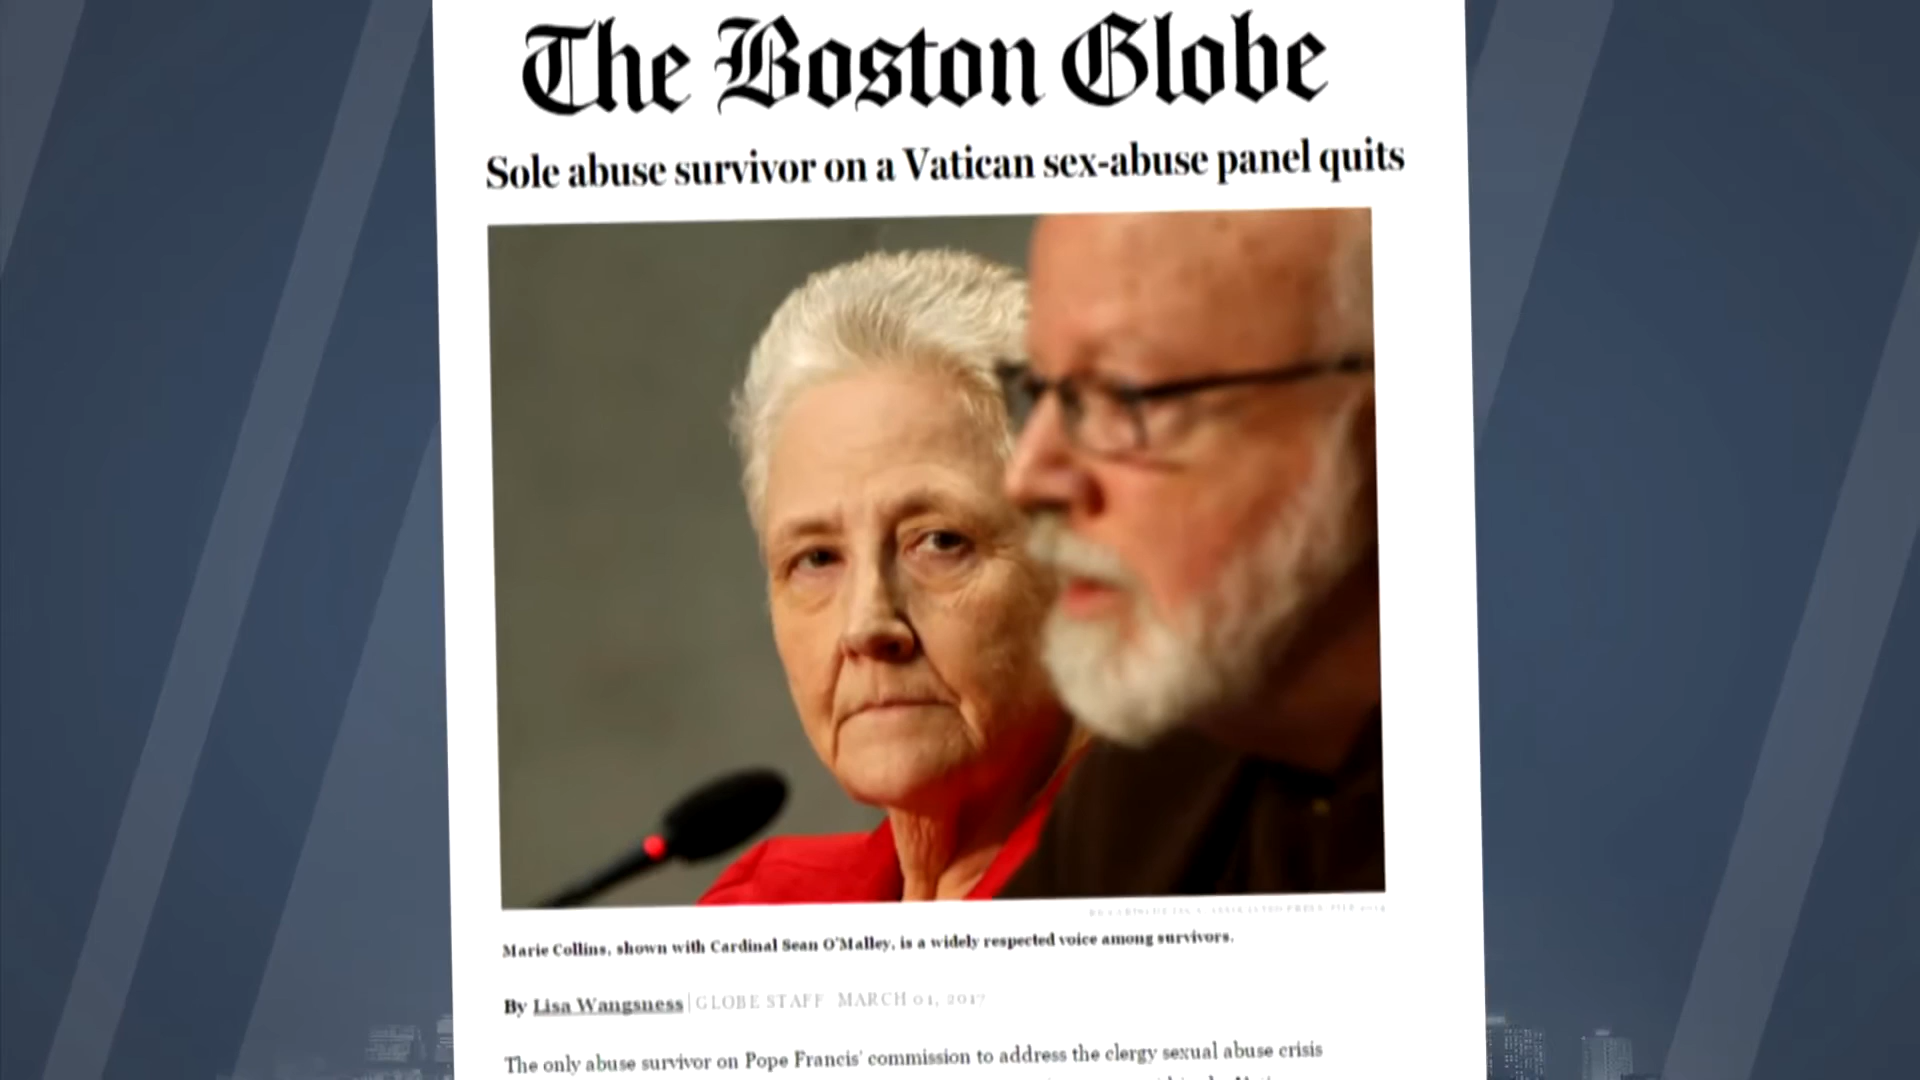 The Boston Globe
Sole abuse survivor on a Vatican sex-abuse panel quits
Marie Collins, shown with Cardinal Sean O'Malley, is a widely respected voice among survivors.
By Lisa Wangsness | GLOBE STAFF MARCH 01, 2017
The only abuse survivor on Pope Francis' commission to address the clergy sexual abuse crisis